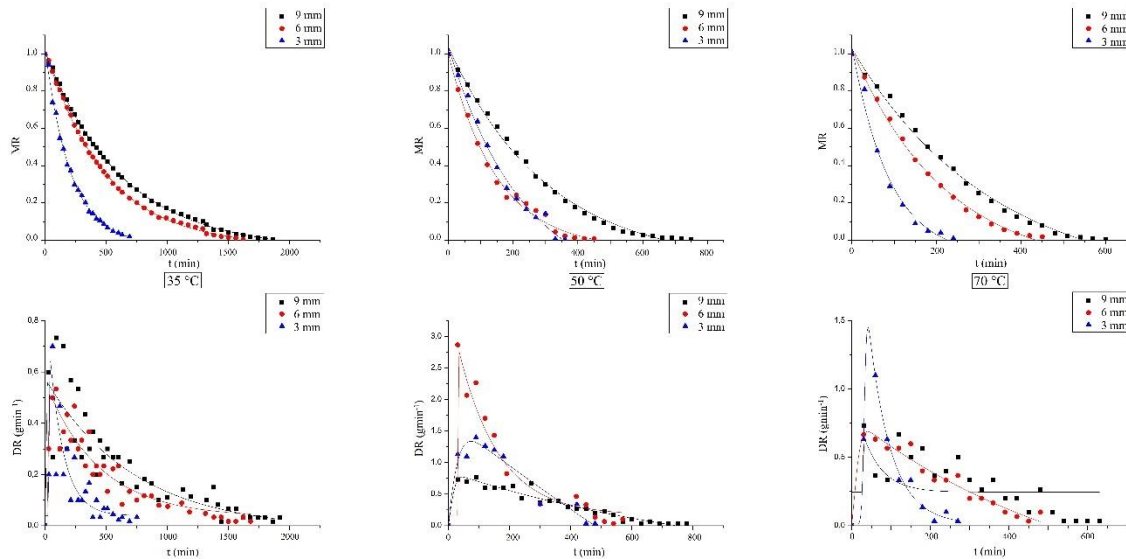 9 mm
6 mm
3 mm
1.0
0.8
0.6
0.4
0.2
0.0
MR
0 500 1000 1500 2000
t (min)
35 °C
9 mm
6 mm
3 mm
1.0
0.8
0.6
0.4
0.2
0.0
MR
0 200 400 600 800
t (min)
50 °C
9 mm
6 mm
3 mm
1.0
0.8
0.6
0.4
0.2
0.0
MR
0 200 400 600
t (min)
70 °C
9 mm
6 mm
3 mm
0.8
0.6
0.4
0.2
0.0
DR (gmin⁻¹)
0 500 1000 1500 2000
t (min)
9 mm
6 mm
3 mm
3.0
2.5
2.0
1.5
1.0
0.5
0.0
DR (gmin⁻¹)
0 200 400 600 800
t (min)
9 mm
6 mm
3 mm
1.5
1.0
0.5
0.0
DR (gmin⁻¹)
0 200 400 600
t (min)